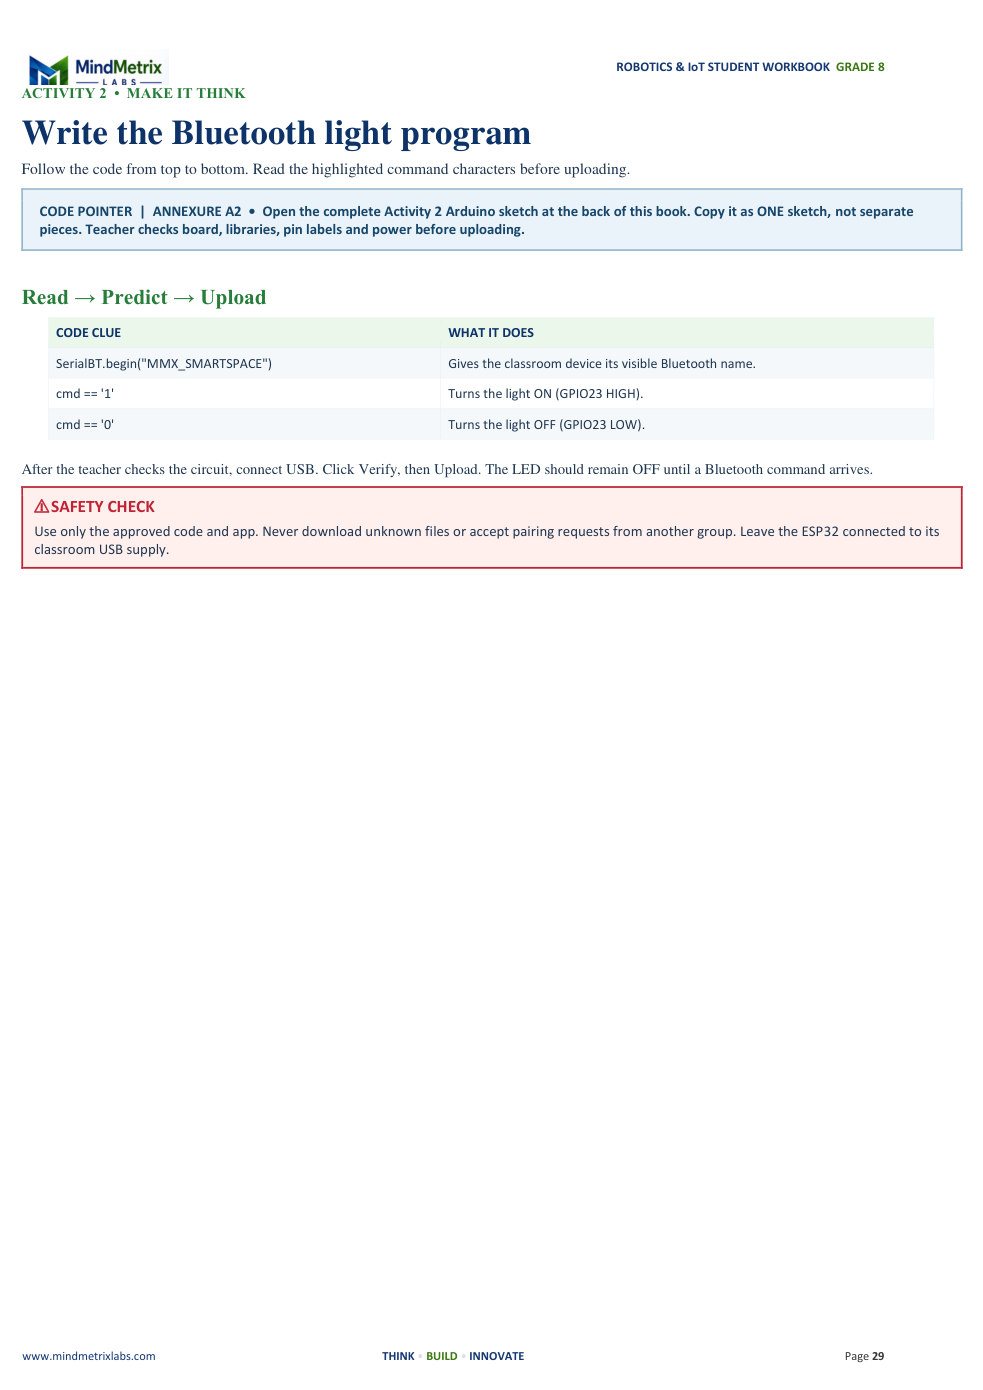 MindMetrix
LABS
ROBOTICS & IoT STUDENT WORKBOOK GRADE 8
ACTIVITY 2 • MAKE IT THINK
Write the Bluetooth light program
Follow the code from top to bottom. Read the highlighted command characters before uploading.
CODE POINTER | ANNEXURE A2 • Open the complete Activity 2 Arduino sketch at the back of this book. Copy it as ONE sketch, not separate
pieces. Teacher checks board, libraries, pin labels and power before uploading.
Read → Predict → Upload
CODE CLUE WHAT IT DOES
SerialBT.begin("MMX_SMARTSPACE") Gives the classroom device its visible Bluetooth name.
cmd == '1' Turns the light ON (GPIO23 HIGH).
cmd == '0' Turns the light OFF (GPIO23 LOW).
After the teacher checks the circuit, connect USB. Click Verify, then Upload. The LED should remain OFF until a Bluetooth command arrives.
⚠SAFETY CHECK
Use only the approved code and app. Never download unknown files or accept pairing requests from another group. Leave the ESP32 connected to its
classroom USB supply.
www.mindmetrixlabs.com THINK • BUILD • INNOVATE Page 29